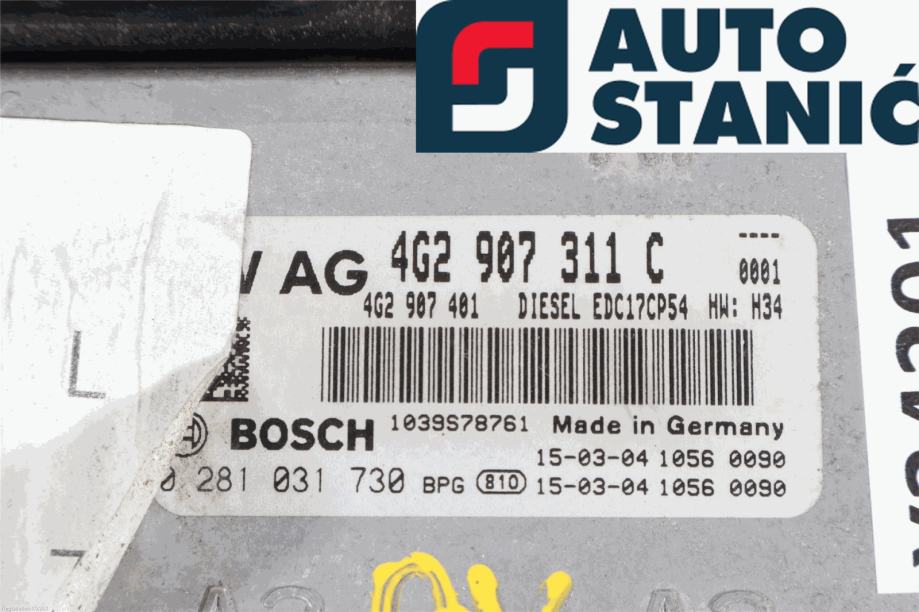 AUTO
STANIĆ
AG 4G2 907 311 C
----
0001
4G2 907 401 DIESEL EDC17CP54 HW: H34
BOSCH 1039S78761 Made in Germany
15-03-04 1056 0090
0 281 031 730 BPG 810 15-03-04 1056 0090
L